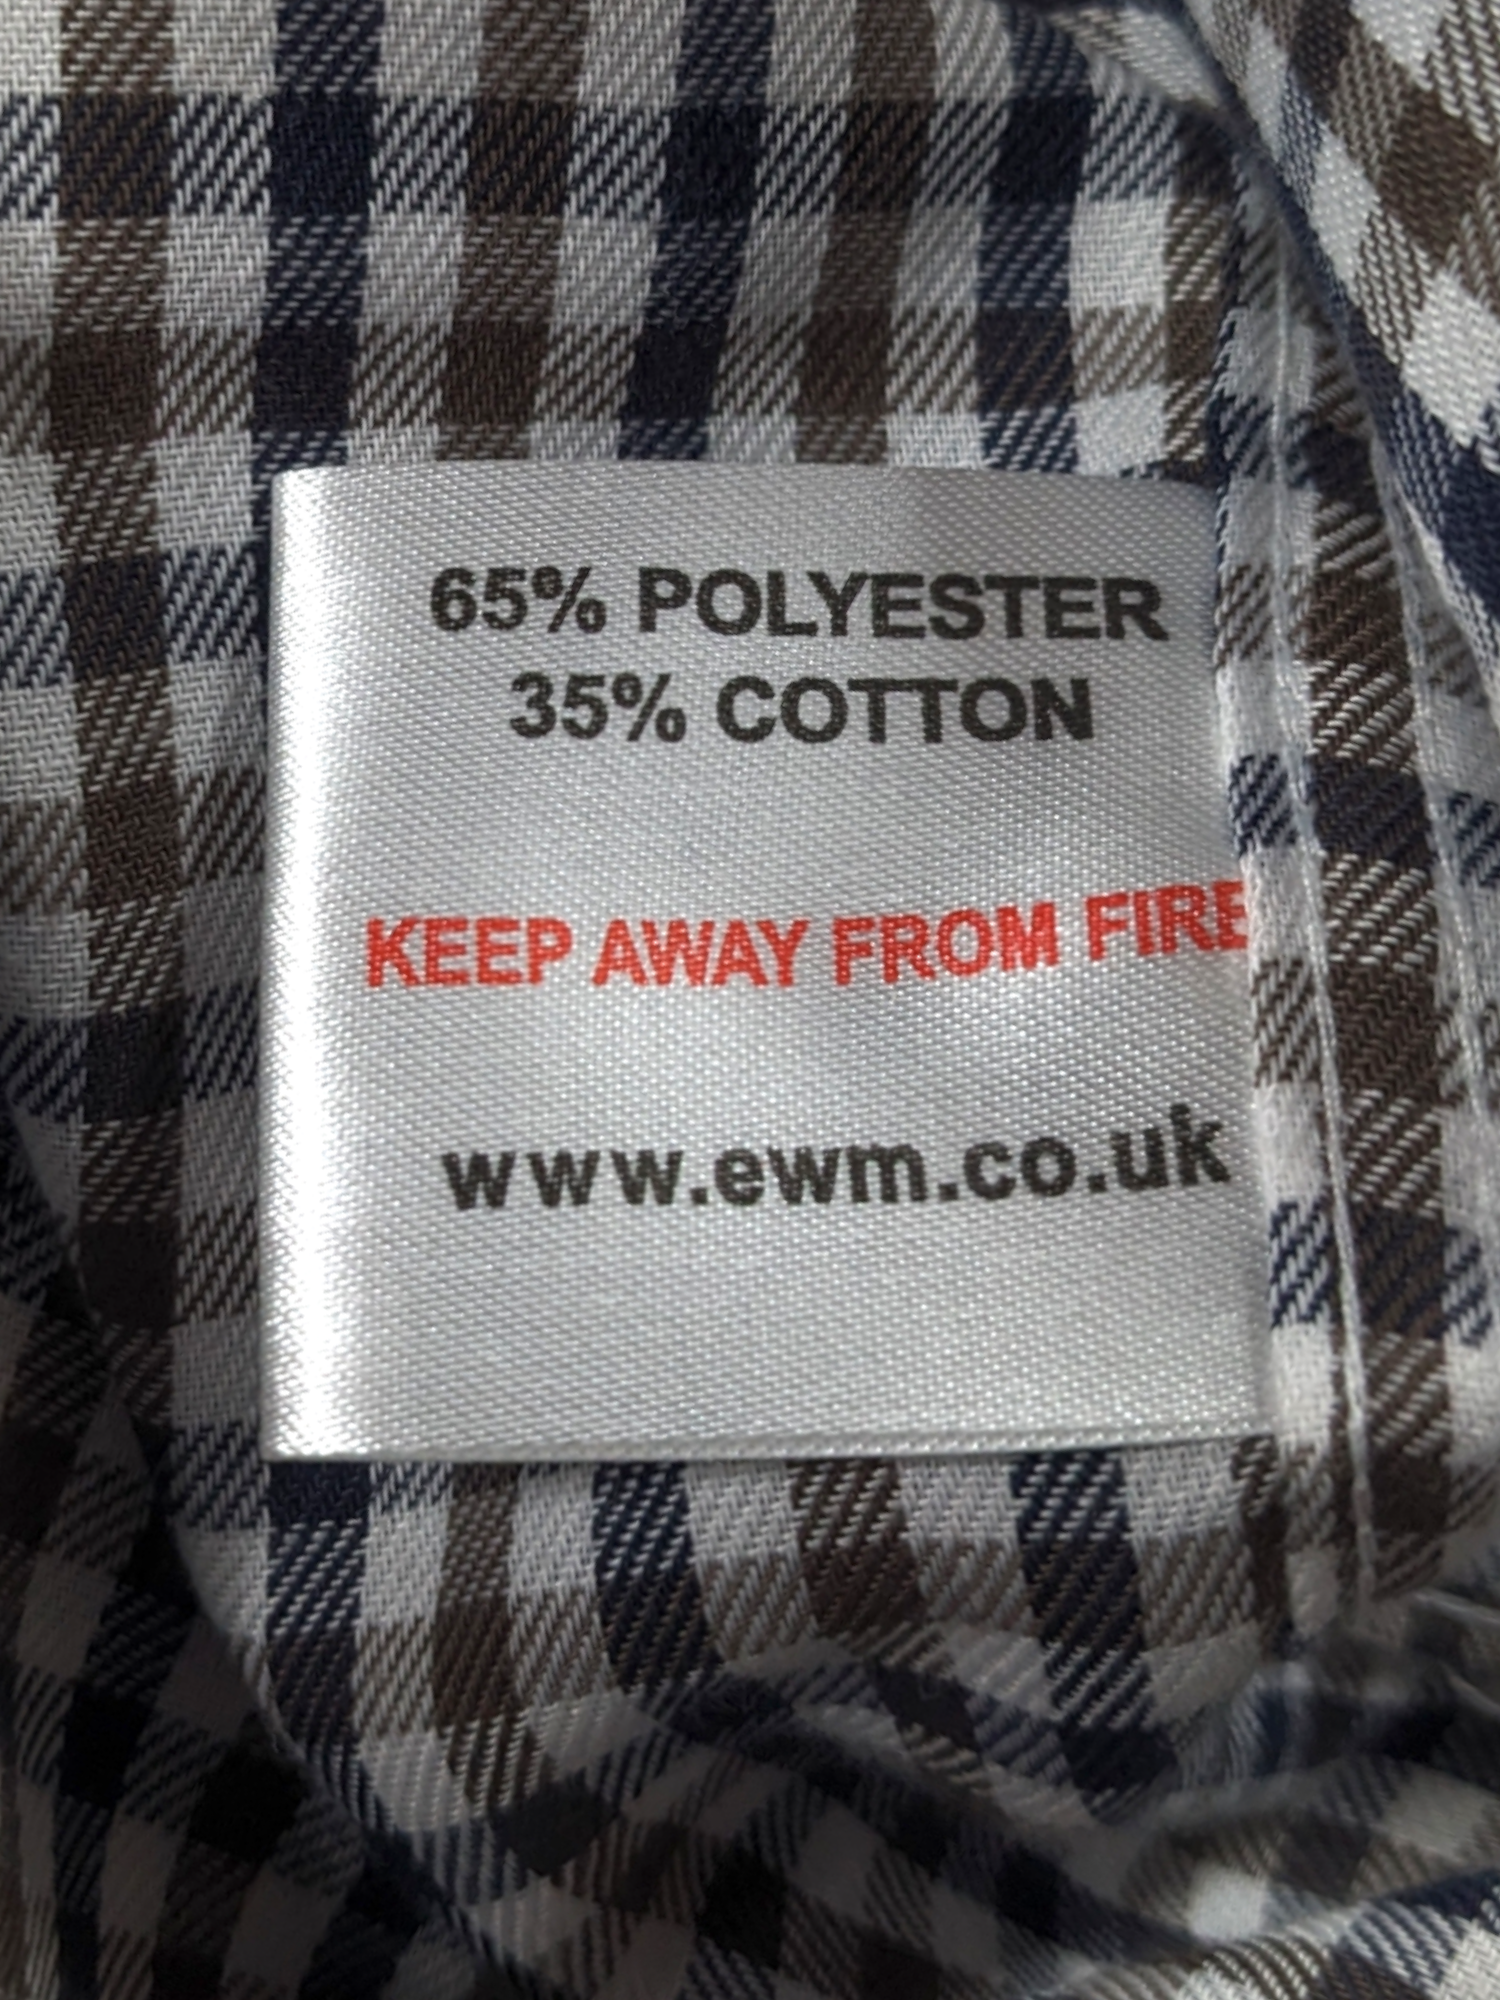 65% POLYESTER
35% COTTON
KEEP AWAY FROM FIRE
www.ewm.co.uk